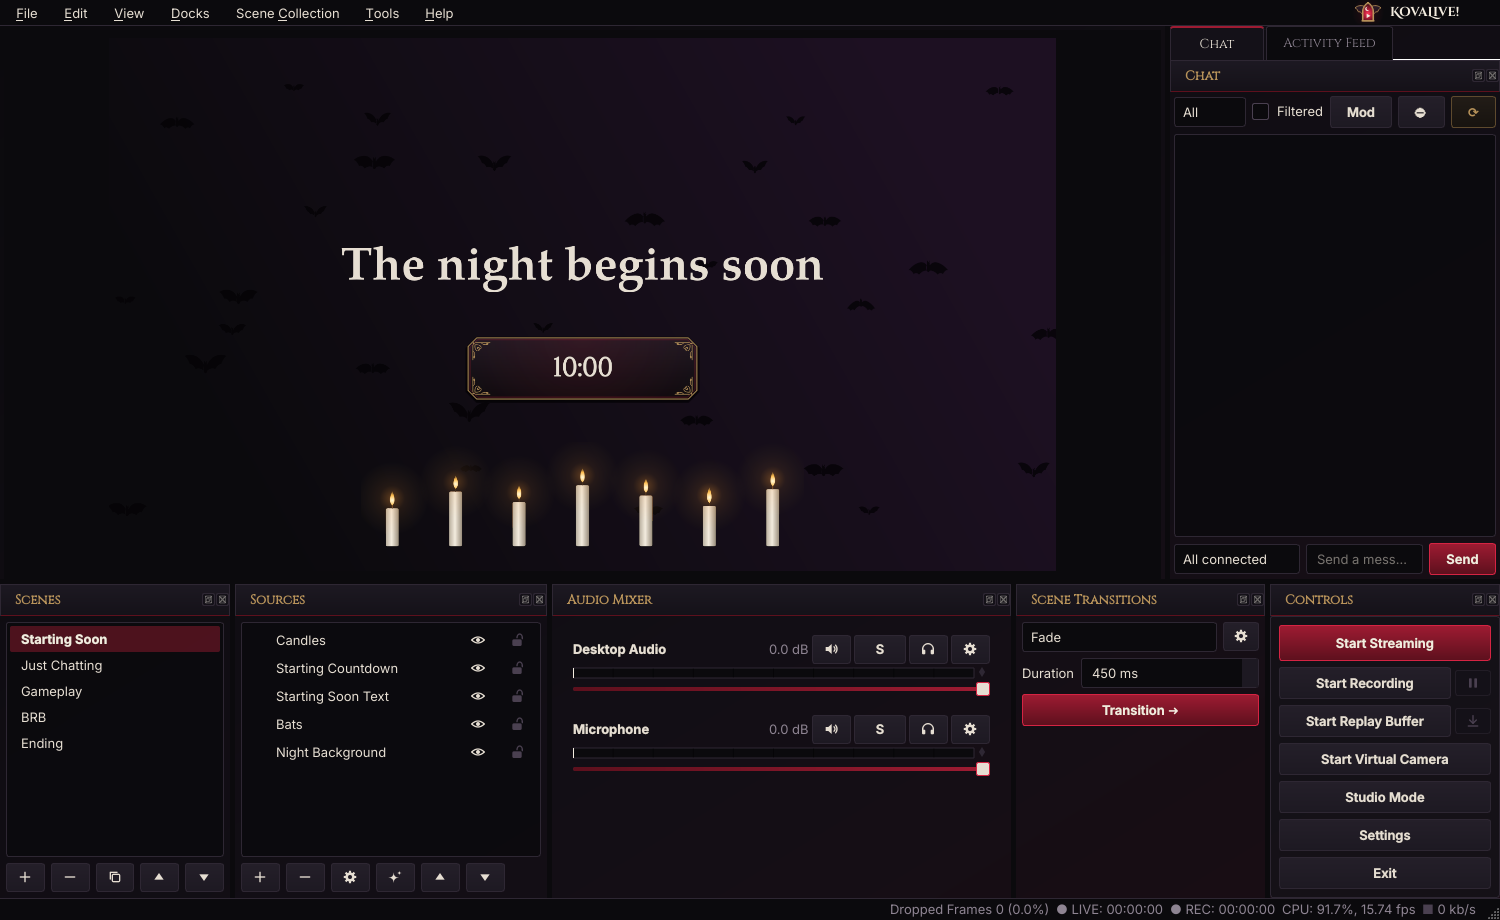 File Edit View Docks Scene Collection Tools Help KOVALIVE!
Chat Activity Feed
Chat
All Filtered Mod
The night begins soon
10:00
All connected Send a mess... Send
Scenes
Starting Soon
Just Chatting
Gameplay
BRB
Ending
Sources
Candles
Starting Countdown
Starting Soon Text
Bats
Night Background
Audio Mixer
Desktop Audio 0.0 dB S
Microphone 0.0 dB S
Scene Transitions
Fade
Duration 450 ms
Transition →
Controls
Start Streaming
Start Recording
Start Replay Buffer
Start Virtual Camera
Studio Mode
Settings
Exit
Dropped Frames 0 (0.0%) LIVE: 00:00:00 REC: 00:00:00 CPU: 91.7%, 15.74 fps 0 kb/s